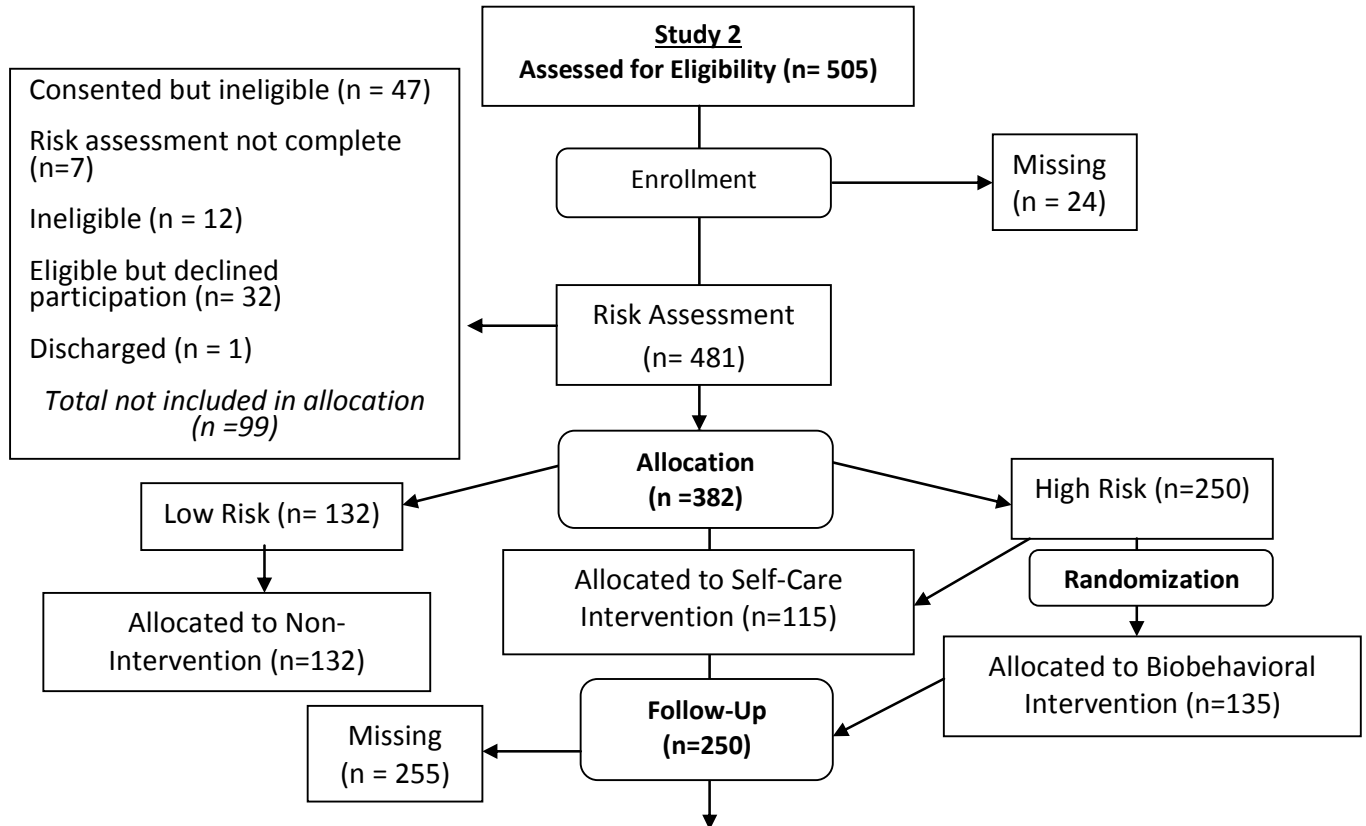 Study 2
Assessed for Eligibility (n= 505)
Consented but ineligible (n = 47)
Risk assessment not complete
(n=7)
Ineligible (n = 12)
Eligible but declined
participation (n= 32)
Discharged (n = 1)
Total not included in allocation
(n =99)
Enrollment
Missing
(n = 24)
Risk Assessment
(n= 481)
Allocation
(n =382)
Low Risk (n= 132)
High Risk (n=250)
Allocated to Non-
Intervention (n=132)
Allocated to Self-Care
Intervention (n=115)
Randomization
Allocated to Biobehavioral
Intervention (n=135)
Follow-Up
(n=250)
Missing
(n = 255)